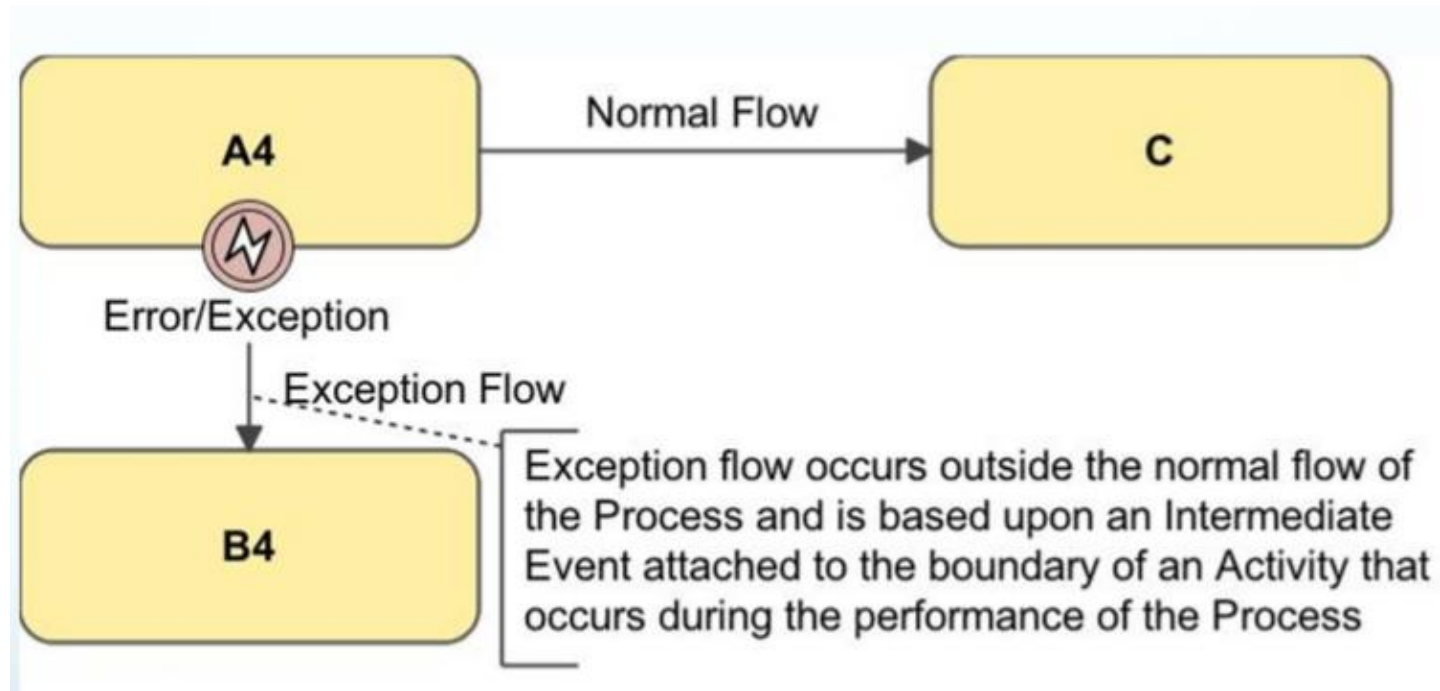 A4
Normal Flow
C
Error/Exception
Exception Flow
Exception flow occurs outside the normal flow of
the Process and is based upon an Intermediate
Event attached to the boundary of an Activity that
occurs during the performance of the Process
B4